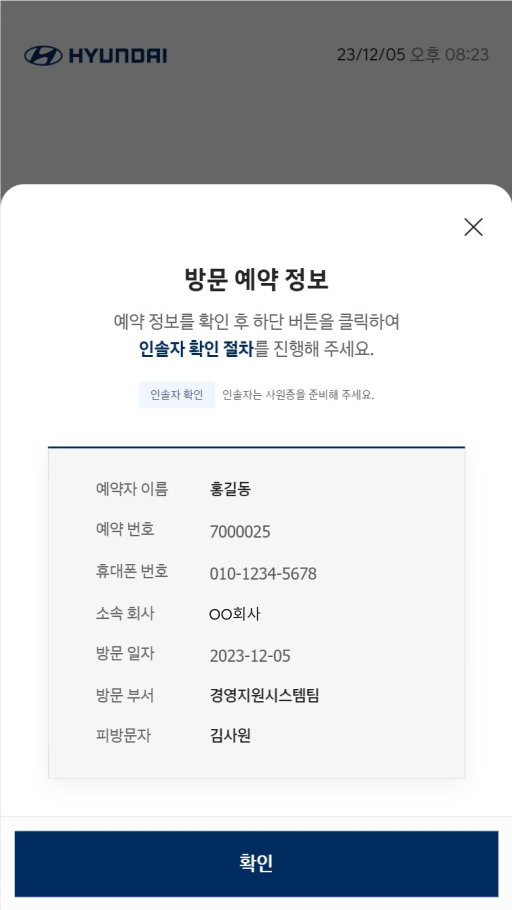 HYUNDAI
23/12/05 오후 08:23
방문 예약 정보
예약 정보를 확인 후 하단 버튼을 클릭하여
인솔자 확인 절차를 진행해 주세요.
인솔자 확인 인솔자는 사원증을 준비해 주세요.
예약자 이름 홍길동
예약 번호 7000025
휴대폰 번호 010-1234-5678
소속 회사 OO회사
방문 일자 2023-12-05
방문 부서 경영지원시스템팀
피방문자 김사원
확인